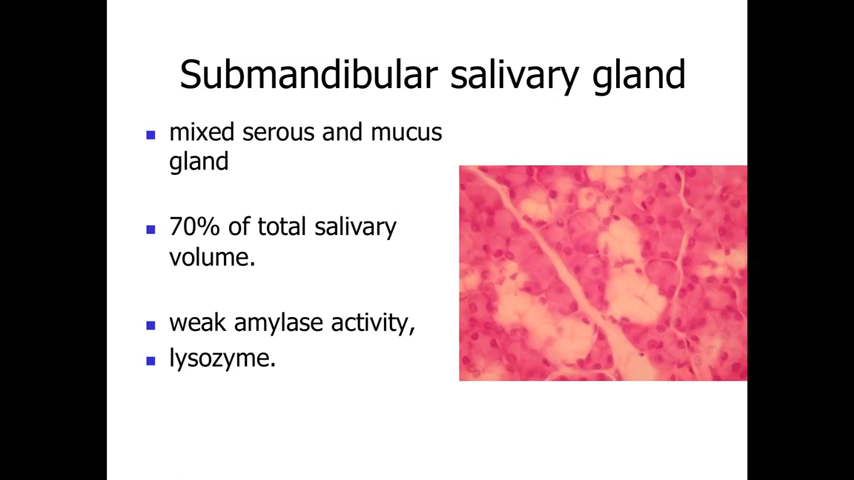 Submandibular salivary gland
mixed serous and mucus
gland
70% of total salivary
volume.
weak amylase activity,
lysozyme.